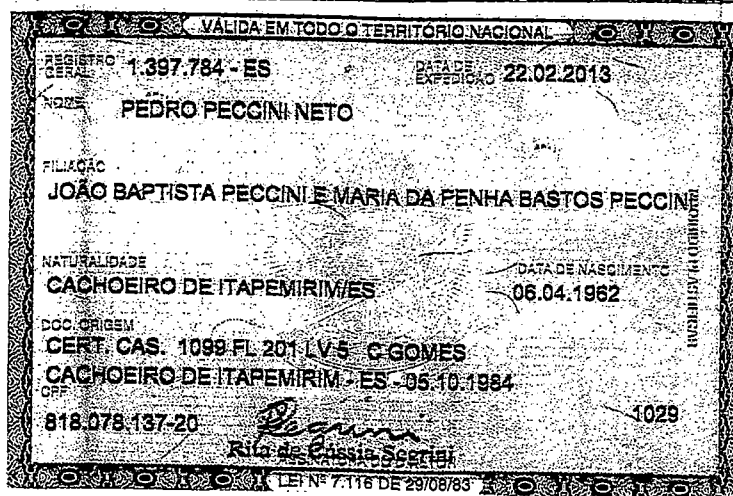 VÁLIDA EM TODO O TERRITÓRIO NACIONAL
REGISTRO GERAL 1.397.784 - ES DATA DE EXPEDIÇÃO 22.02.2013
NOME PEDRO PECCINI NETO
FILIAÇÃO
JOÃO BAPTISTA PECCINI E MARIA DA PENHA BASTOS PECCINI
NATURALIDADE DATA DE NASCIMENTO
CACHOEIRO DE ITAPEMIRIM/ES 06.04.1962
DOC. ORIGEM
CERT. CAS. 1099 FL 201 LV 5 C GOMES
CACHOEIRO DE ITAPEMIRIM - ES - 05.10.1984
CPF
818.078.137-20 1029
Rita de Cássia
LEI Nº 7.116 DE 29/08/83
PROIBIDO PLASTIFICAR